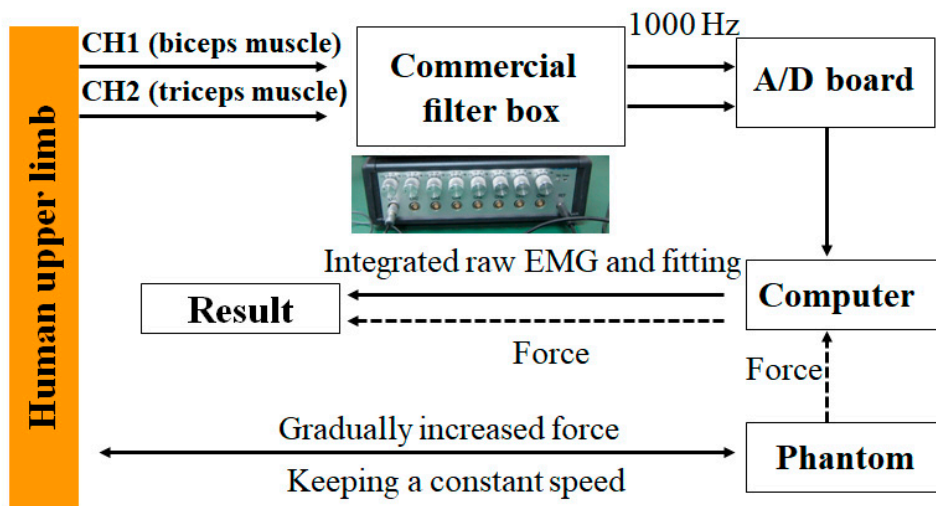 Human upper limb
CH1 (biceps muscle)
CH2 (triceps muscle)
Commercial
filter box
1000 Hz
A/D board
Integrated raw EMG and fitting
Result
Computer
Force
Force
Gradually increased force
Phantom
Keeping a constant speed